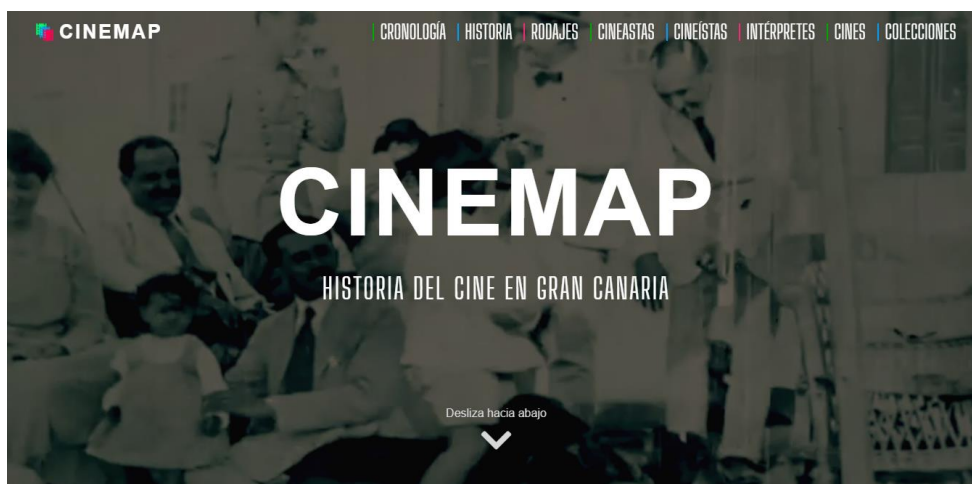 CINEMAP
CRONOLOGÍA HISTORIA RODAJES CINEASTAS CINEÍSTAS INTÉRPRETES CINES COLECCIONES
CINEMAP
HISTORIA DEL CINE EN GRAN CANARIA
Desliza hacia abajo